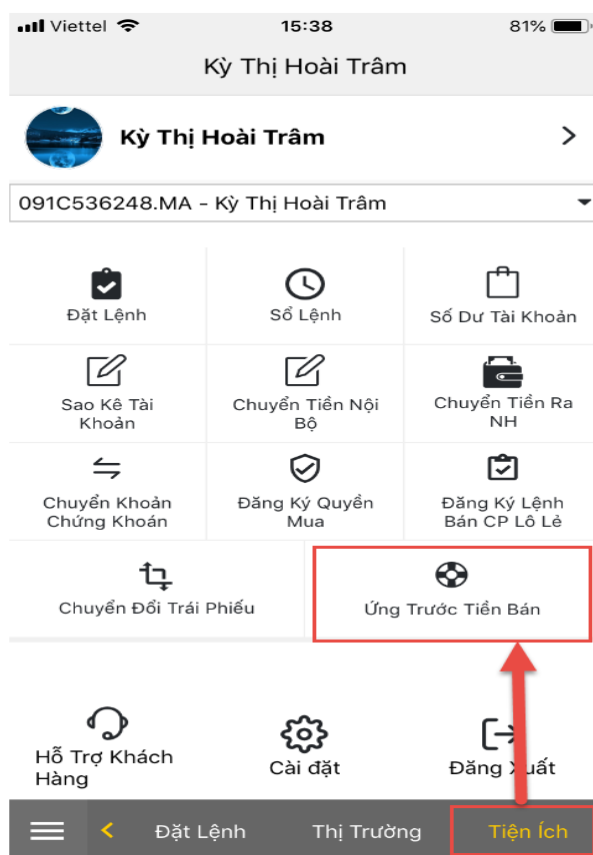 Viettel 15:38 81%
Kỳ Thị Hoài Trâm
Kỳ Thị Hoài Trâm
091C536248.MA - Kỳ Thị Hoài Trâm
Đặt Lệnh Sổ Lệnh Số Dư Tài Khoản
Sao Kê Tài
Khoản
Chuyển Tiền Nội
Bộ
Chuyển Tiền Ra
NH
Chuyển Khoản
Chứng Khoán
Đăng Ký Quyền
Mua
Đăng Ký Lệnh
Bán CP Lô Lẻ
Chuyển Đổi Trái Phiếu Ứng Trước Tiền Bán
Hỗ Trợ Khách
Hàng
Cài đặt
Đăng Xuất
Đặt Lệnh Thị Trường Tiện Ích